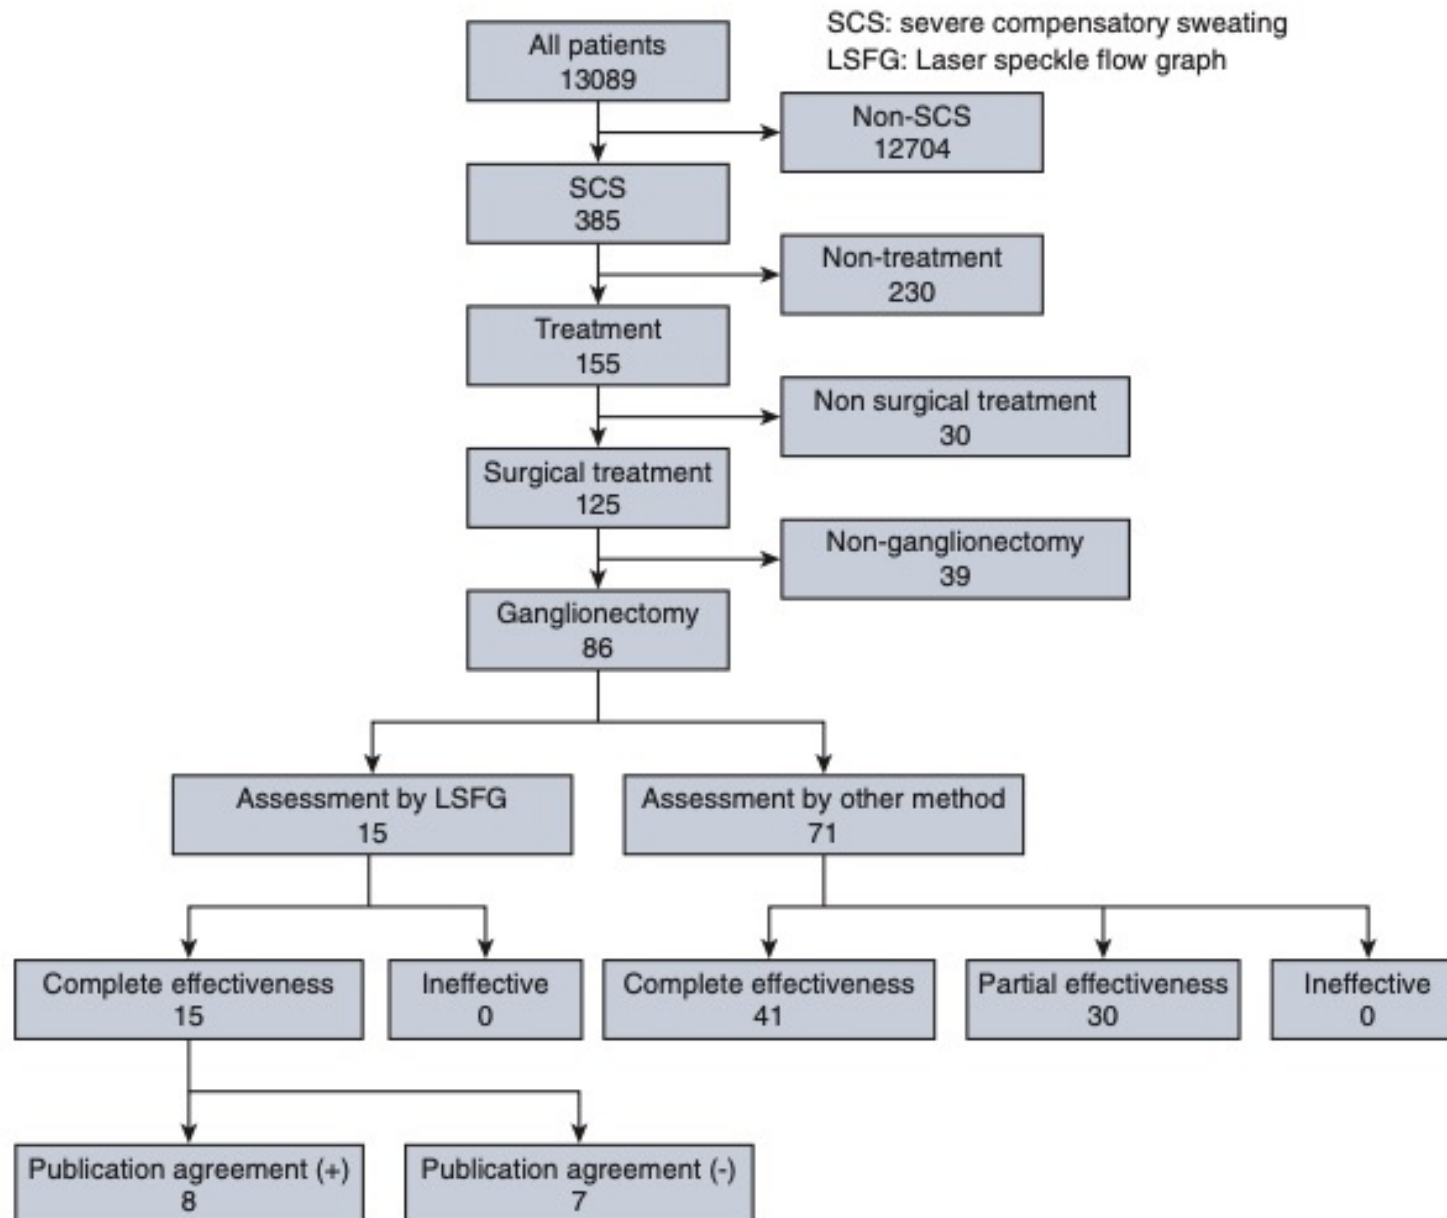 SCS: severe compensatory sweating
LSFG: Laser speckle flow graph
All patients
13089
Non-SCS
12704
SCS
385
Non-treatment
230
Treatment
155
Non surgical treatment
30
Surgical treatment
125
Non-ganglionectomy
39
Ganglionectomy
86
Assessment by LSFG
15
Assessment by other method
71
Complete effectiveness
15
Ineffective
0
Complete effectiveness
41
Partial effectiveness
30
Ineffective
0
Publication agreement (+)
8
Publication agreement (-)
7